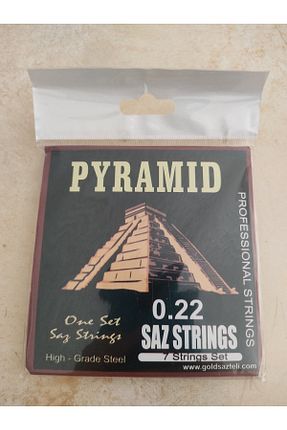 PYRAMID
PROFESSIONAL STRINGS
0.22
One Set
Saz Strings
SAZ STRINGS
High - Grade Steel
7 Strings Set
www.goldsazteli.com